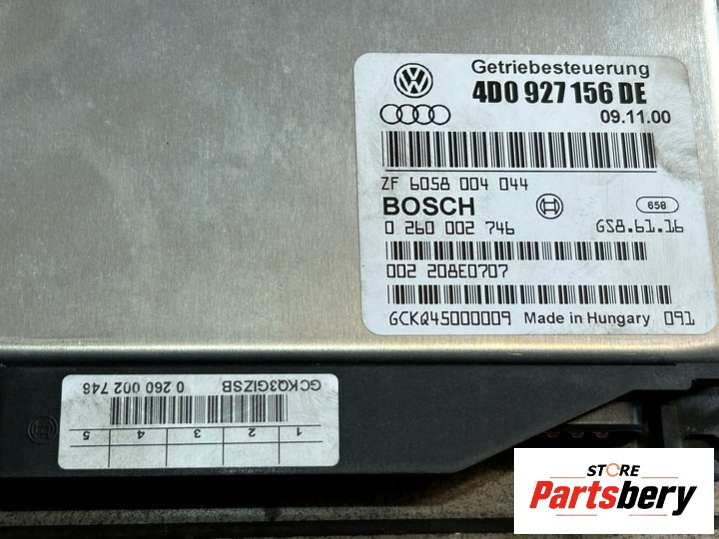 Getriebesteuerung
4D0 927 156 DE
09.11.00
ZF 6058 004 044
BOSCH
658
0 260 002 746 GS8.61.16
002 208E0707
GCKQ45000009 Made in Hungary 091
GCKQ3GIZSB 0 260 002 746
1 2 3 4 5
STORE
Partsbery